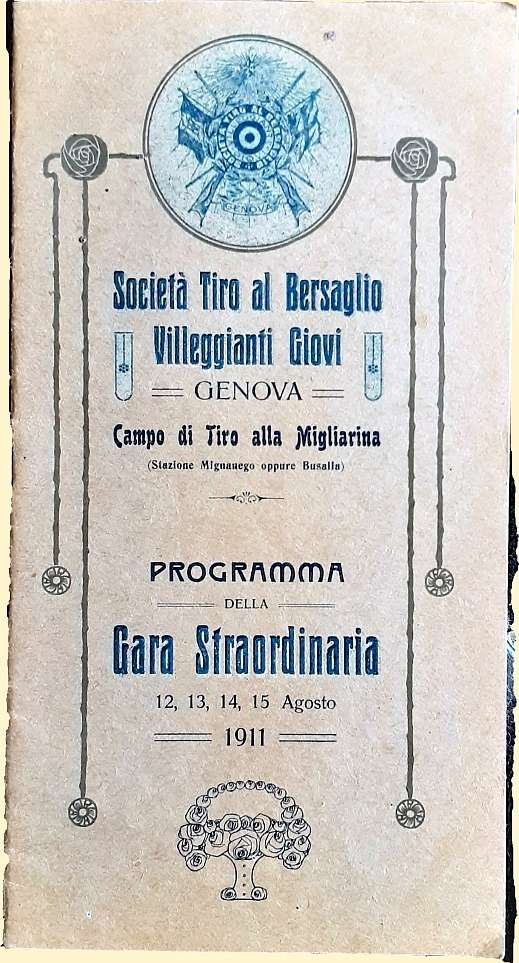 GENOVA
Società Tiro al Bersaglio
Villeggianti Giovi
GENOVA
Campo di Tiro alla Migliarina
(Stazione Mignanego oppure Busalla)
PROGRAMMA
DELLA
Gara Straordinaria
12, 13, 14, 15 Agosto
1911